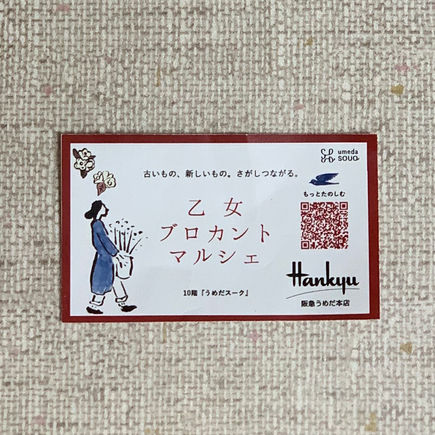 umeda
SOUQ
古いもの、新しいもの。さがしつながる。
もっとたのしむ
乙女
ブロカント
マルシェ
Hankyu
阪急うめだ本店
10階『うめだスーク』